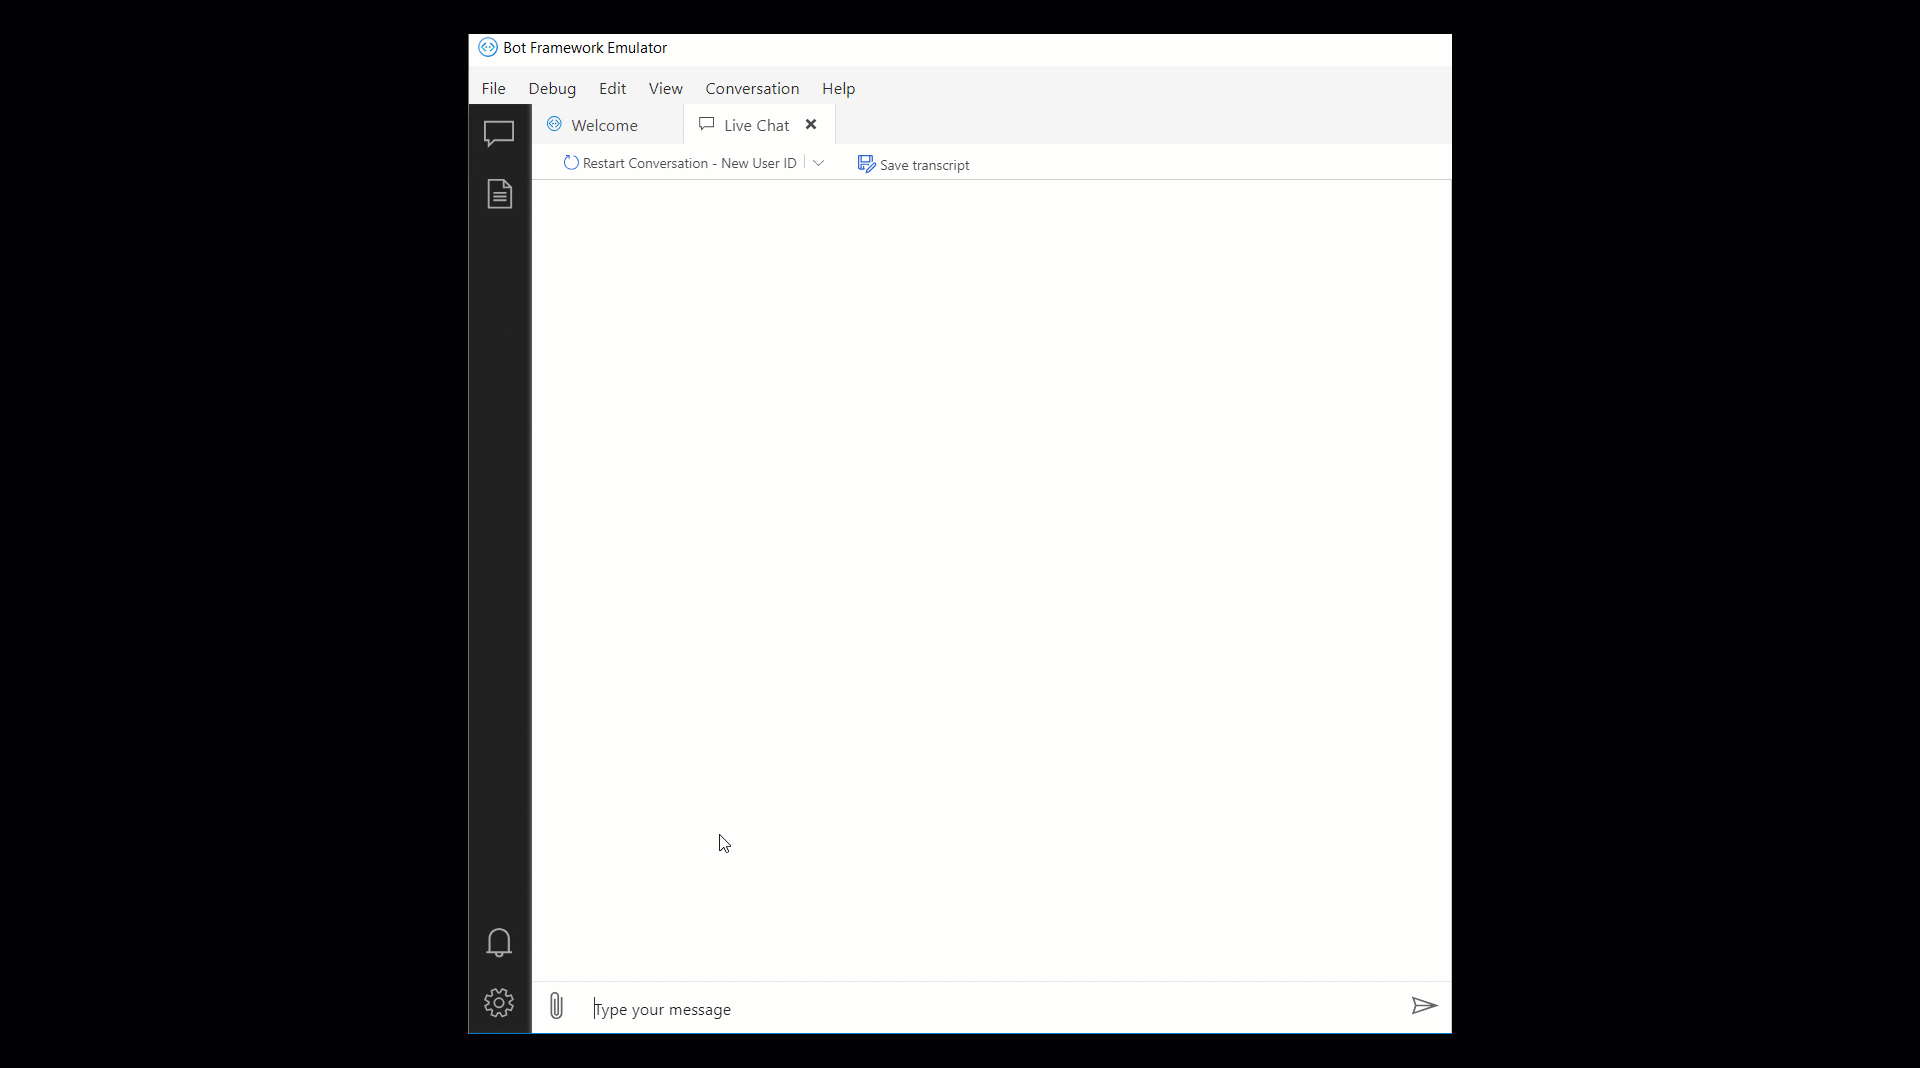 Bot Framework Emulator
File Debug Edit View Conversation Help
Welcome Live Chat
Restart Conversation - New User ID Save transcript
Type your message